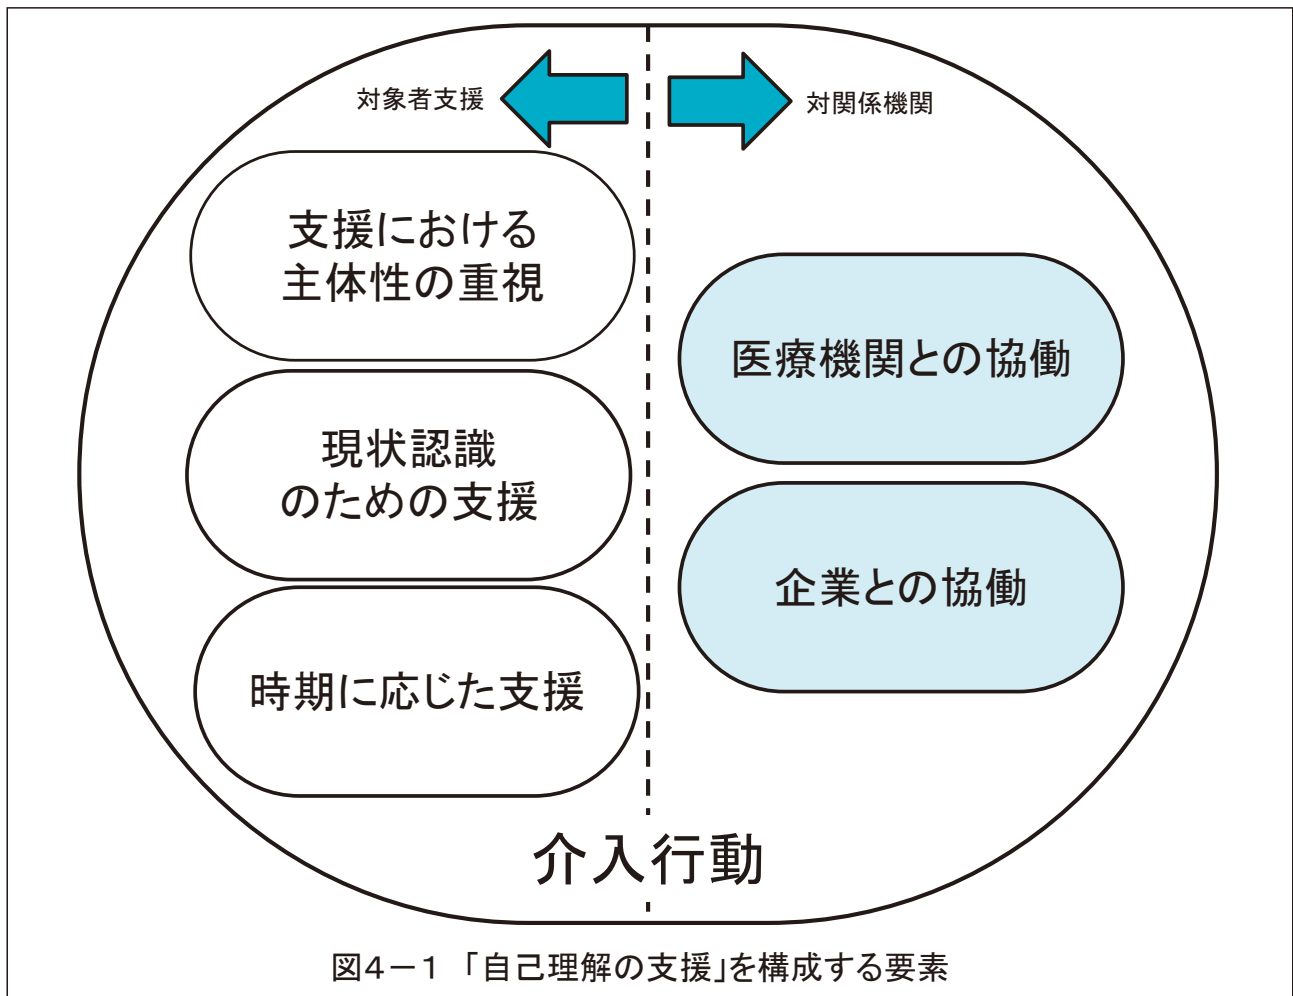 対象者支援
対関係機関
支援における
主体性の重視
現状認識
のための支援
時期に応じた支援
医療機関との協働
企業との協働
介入行動
図4－1 「自己理解の支援」を構成する要素